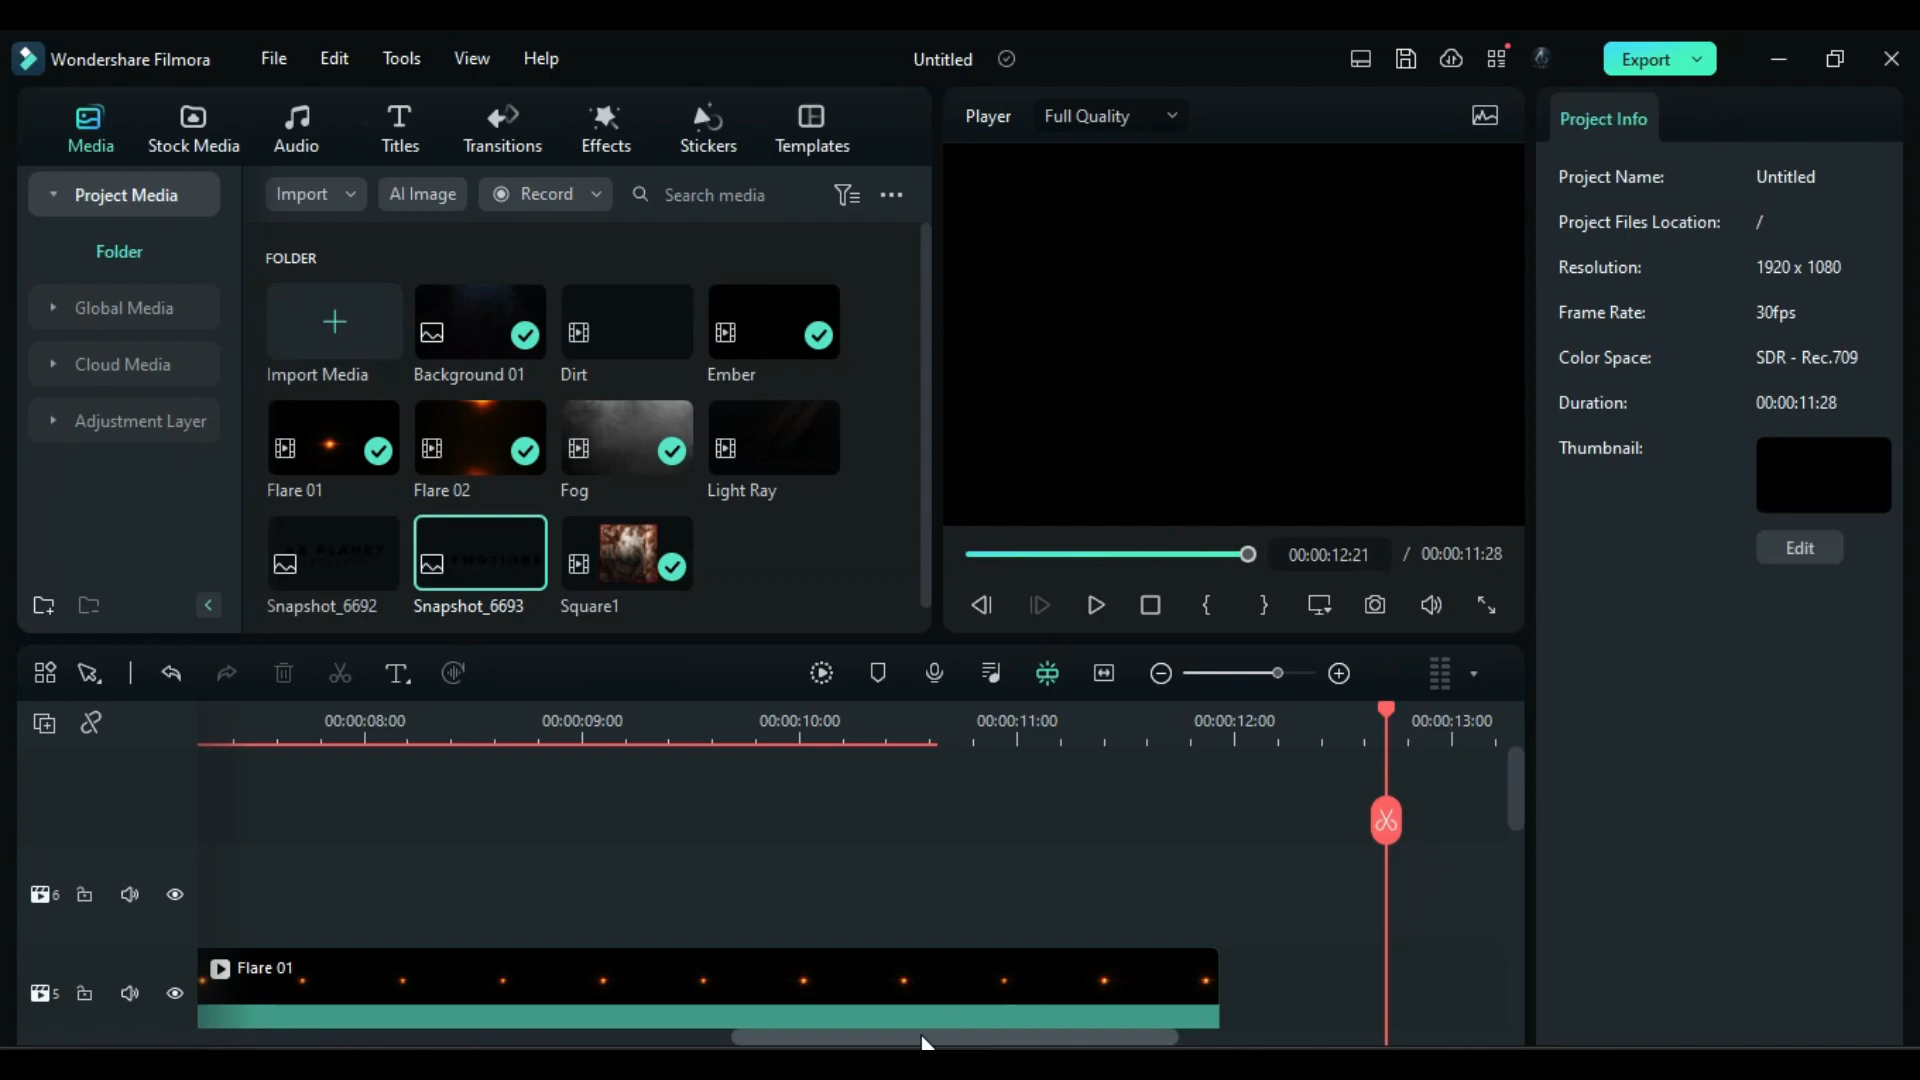 Wondershare Filmora File Edit Tools View Help Untitled Export
Media Stock Media Audio Titles Transitions Effects Stickers Templates
Project Media
Folder
Global Media
Cloud Media
Adjustment Layer
Import AI Image Record Search media
FOLDER
Import Media Background 01 Dirt Ember
Flare 01 Flare 02 Fog Light Ray
Snapshot_6692 Snapshot_6693 Square1
Player Full Quality
00:00:12:21 / 00:00:11:28
Project Info
Project Name: Untitled
Project Files Location: /
Resolution: 1920 x 1080
Frame Rate: 30fps
Color Space: SDR - Rec.709
Duration: 00:00:11:28
Thumbnail:
Edit
00:00:08:00 00:00:09:00 00:00:10:00 00:00:11:00 00:00:12:00 00:00:13:00
6
5 Flare 01